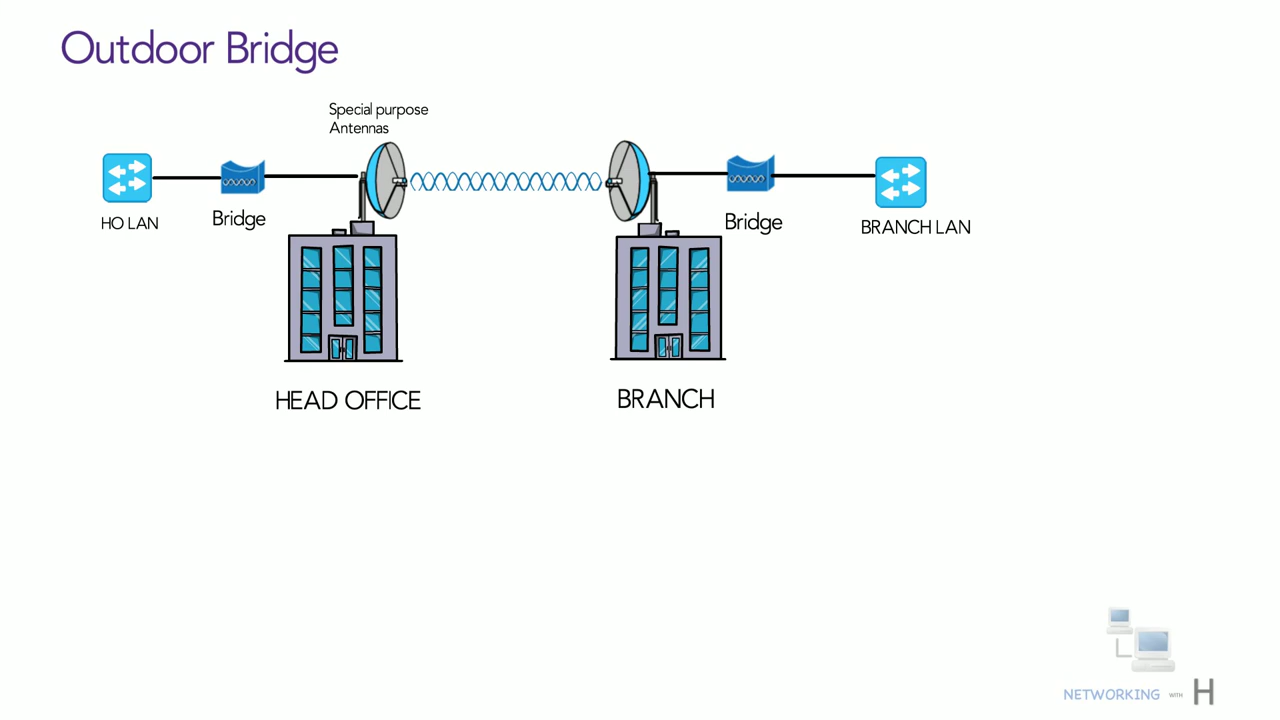 Outdoor Bridge
Special purpose
Antennas
HO LAN
Bridge
Bridge
BRANCH LAN
HEAD OFFICE
BRANCH
NETWORKING WITH H